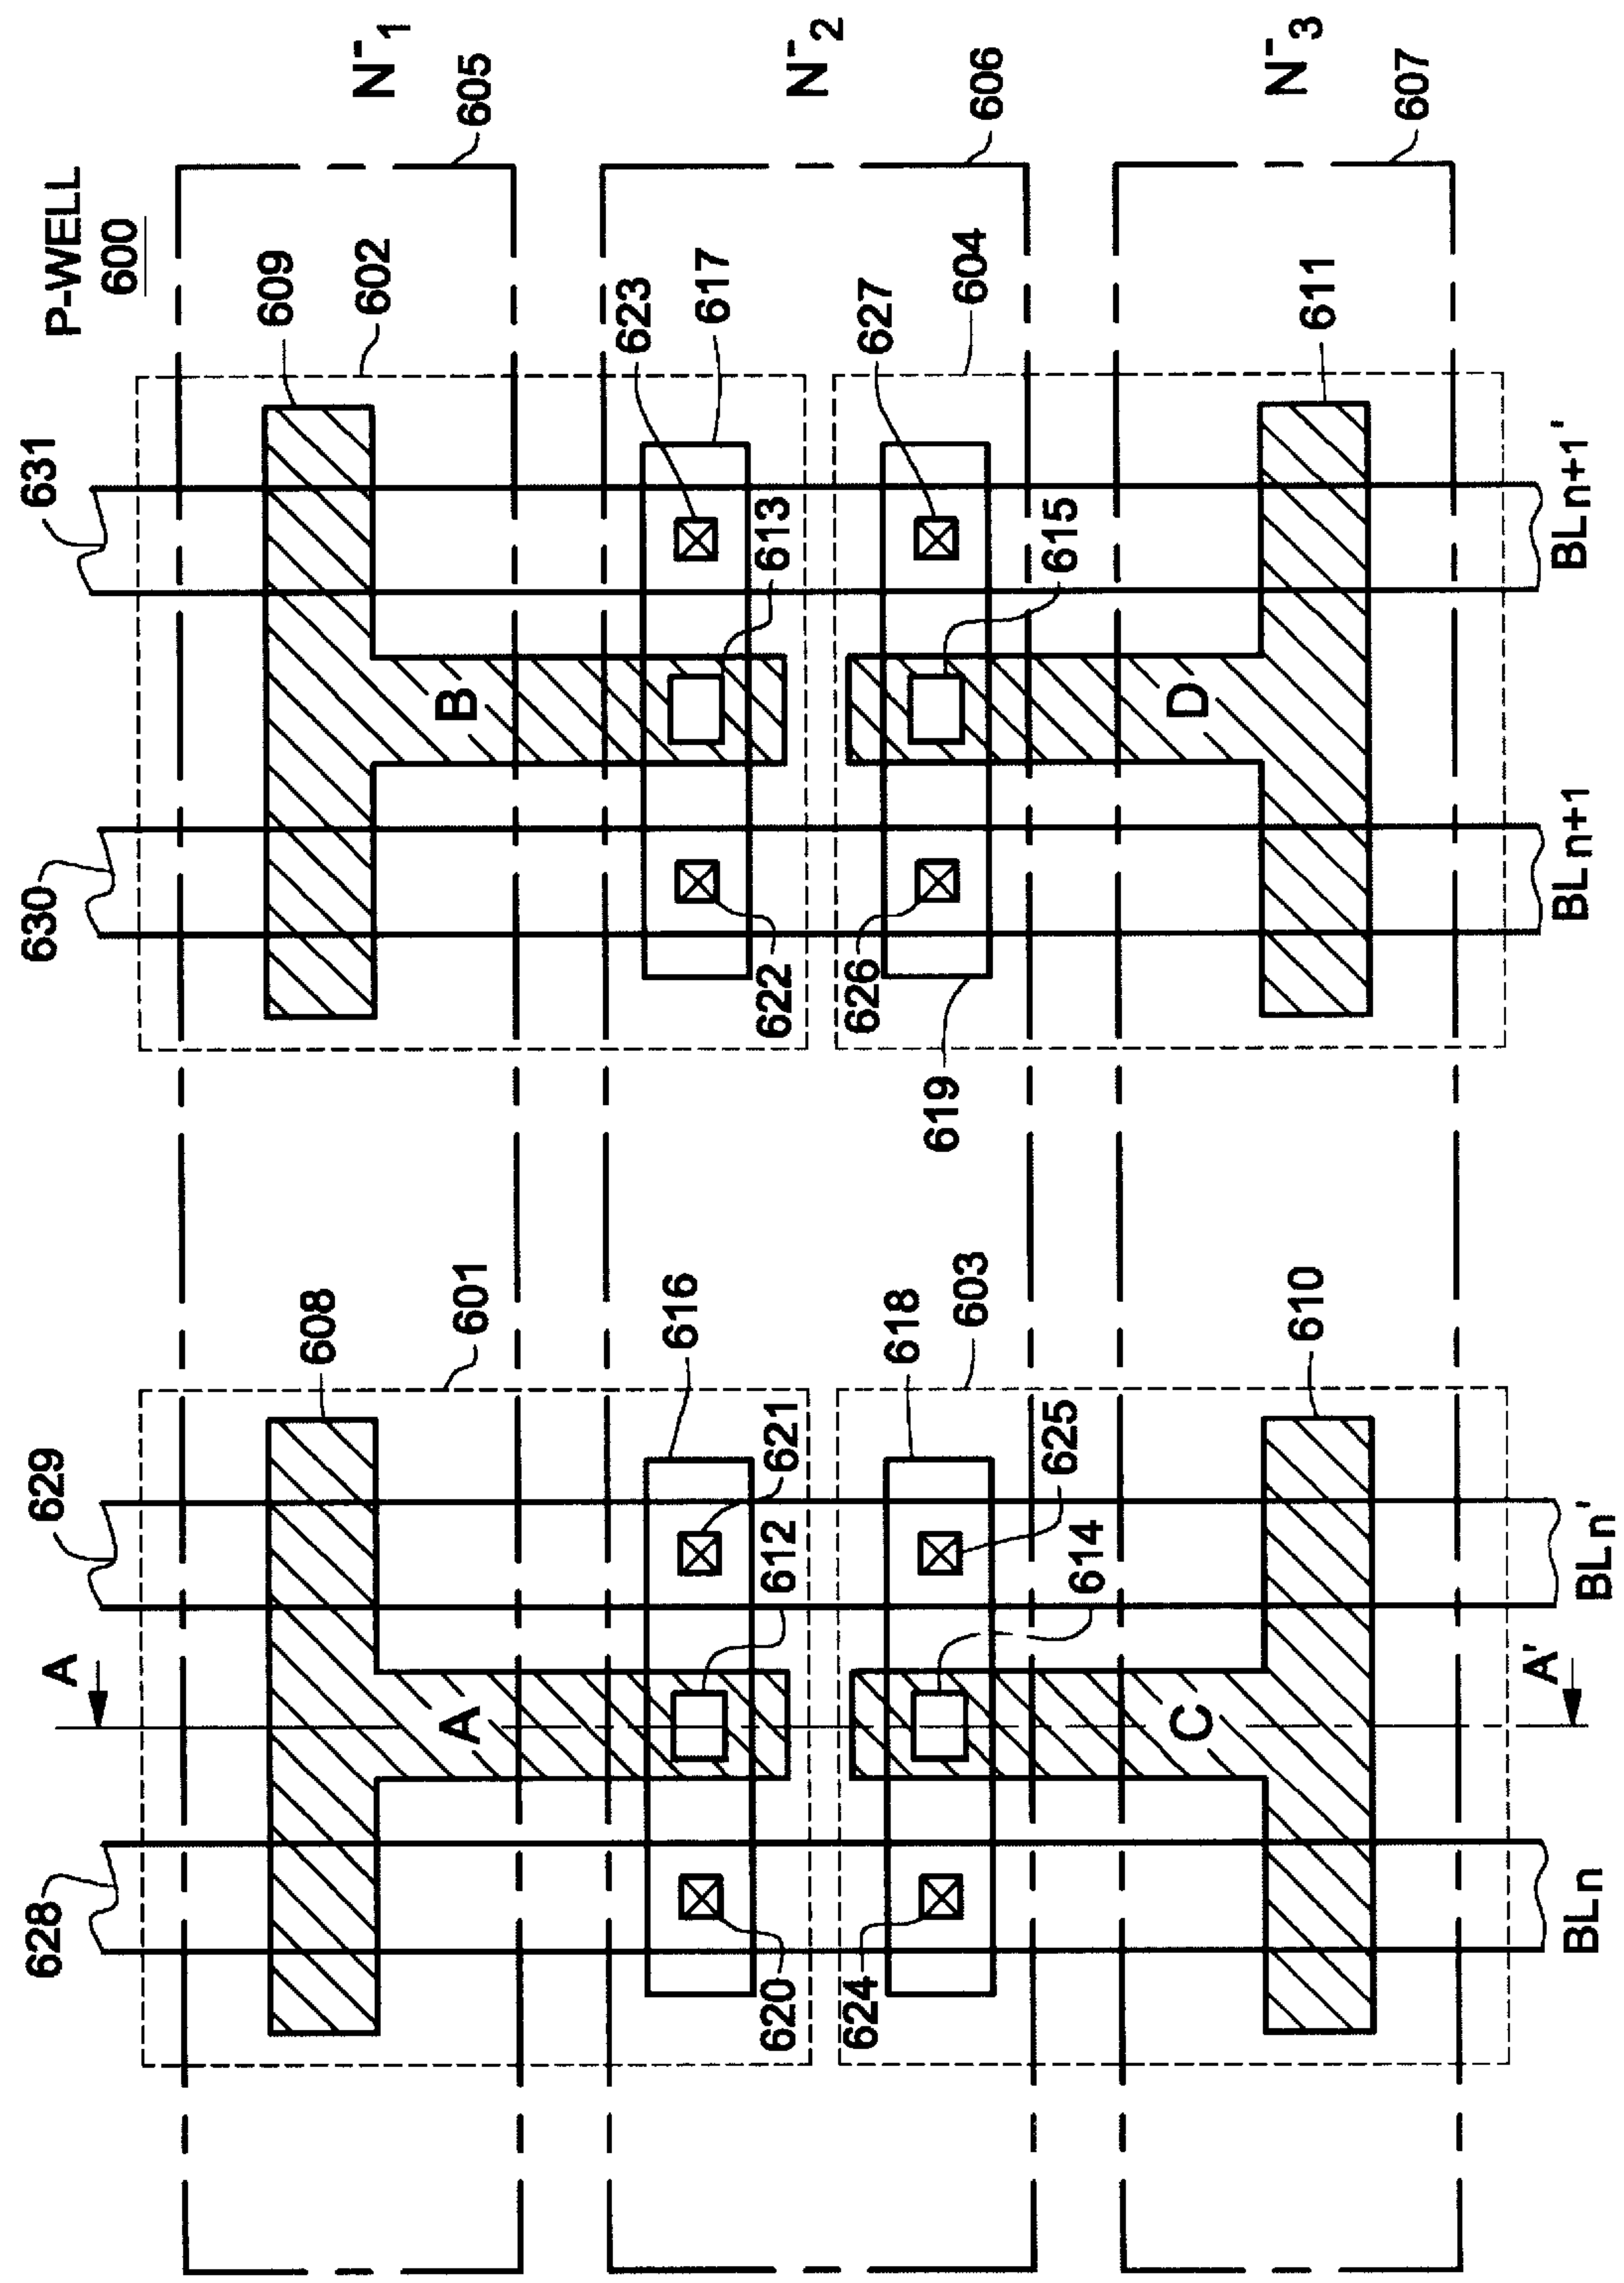 P-WELL
600
N⁻1
605
N⁻2
606
N⁻3
607
631
609
602
623
617
627
604
611
613
615
B
D
630
622
626
619
BLn+1'
BLn+1
629
608
601
616
621
612
618
603
625
614
610
A
A
C
A'
628
620
624
BLn'
BLn